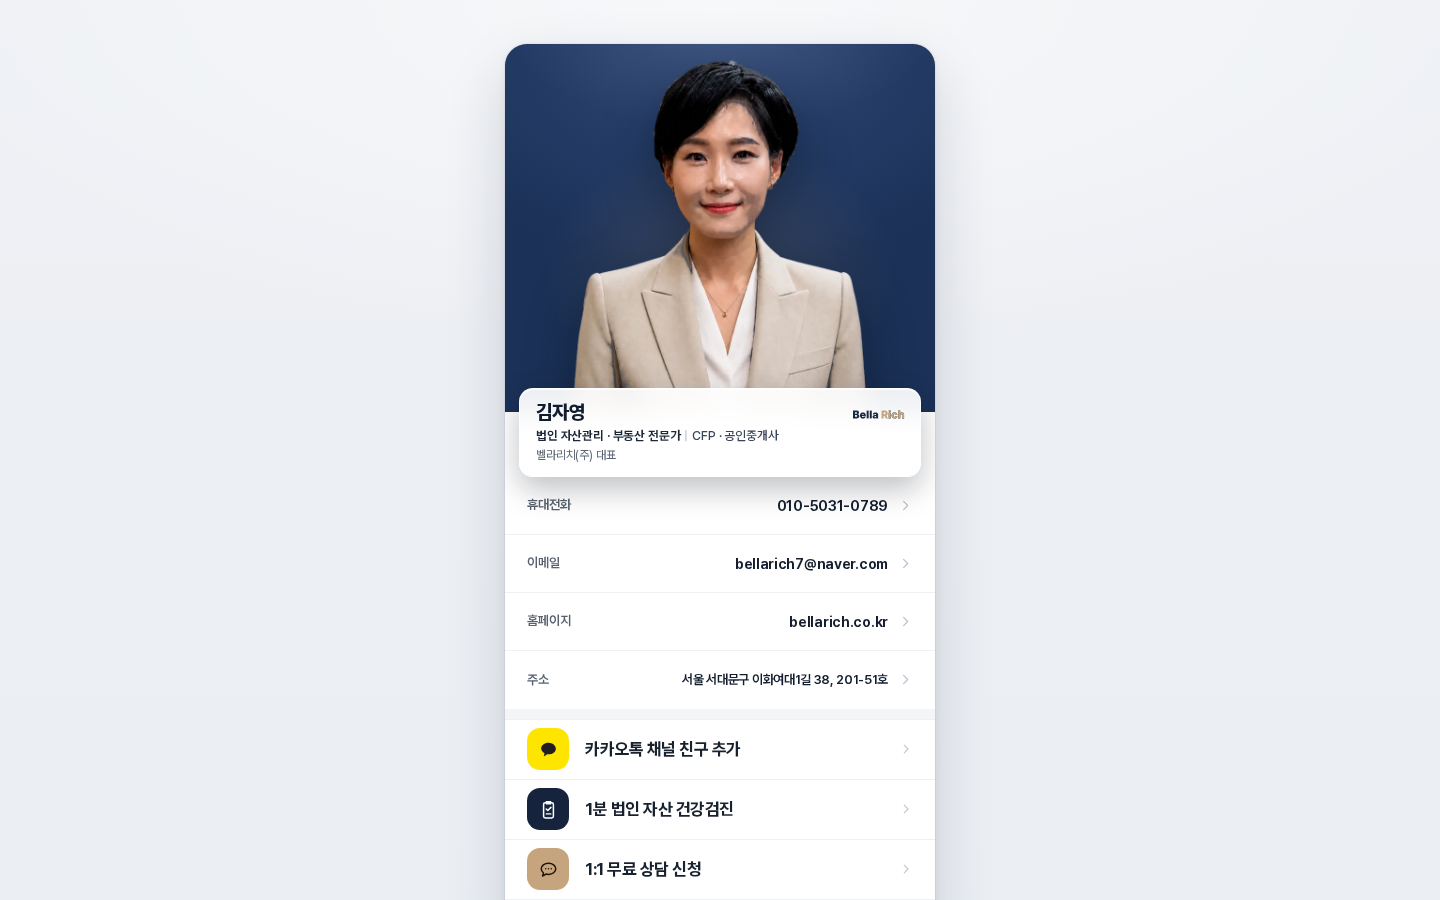 김자영
Bella Rich
법인 자산관리 · 부동산 전문가 | CFP · 공인중개사
벨라리치(주) 대표
휴대전화 010-5031-0789
이메일 bellarich7@naver.com
홈페이지 bellarich.co.kr
주소 서울 서대문구 이화여대1길 38, 201-51호
카카오톡 채널 친구 추가
1분 법인 자산 건강검진
1:1 무료 상담 신청